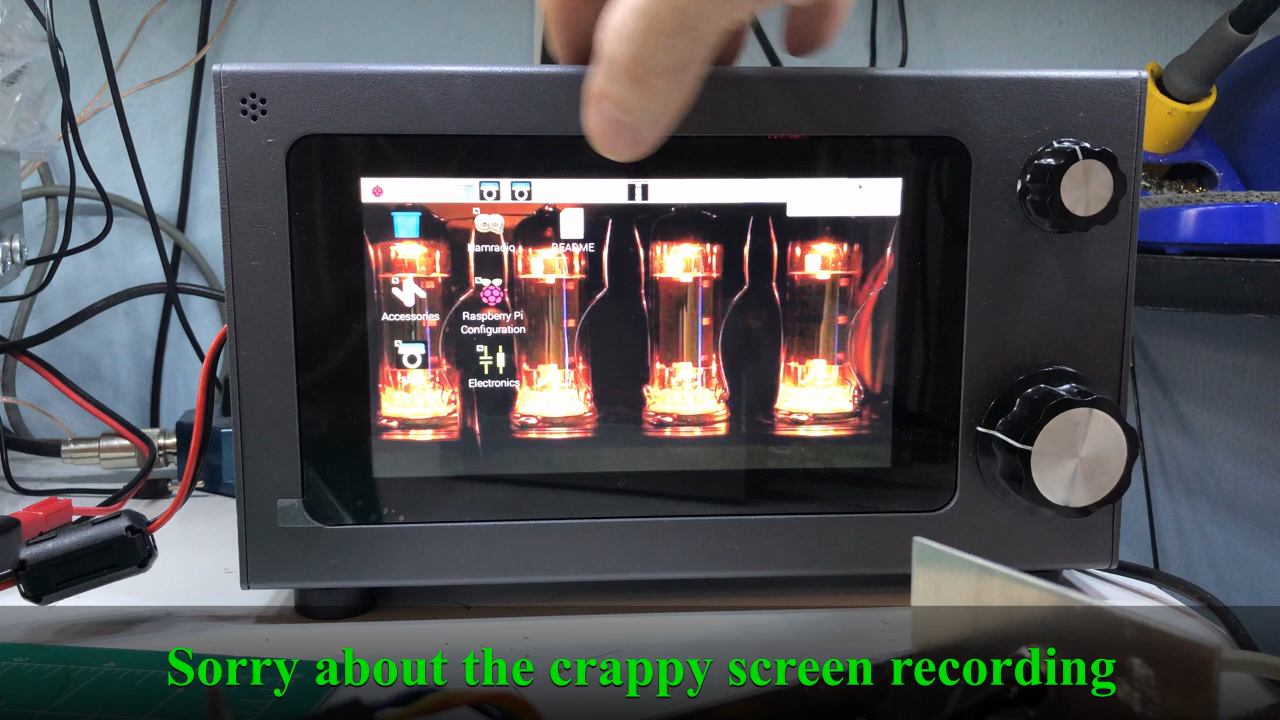 Hamradio
README
Accessories
Raspberry Pi
Configuration
Electronics
Sorry about the crappy screen recording